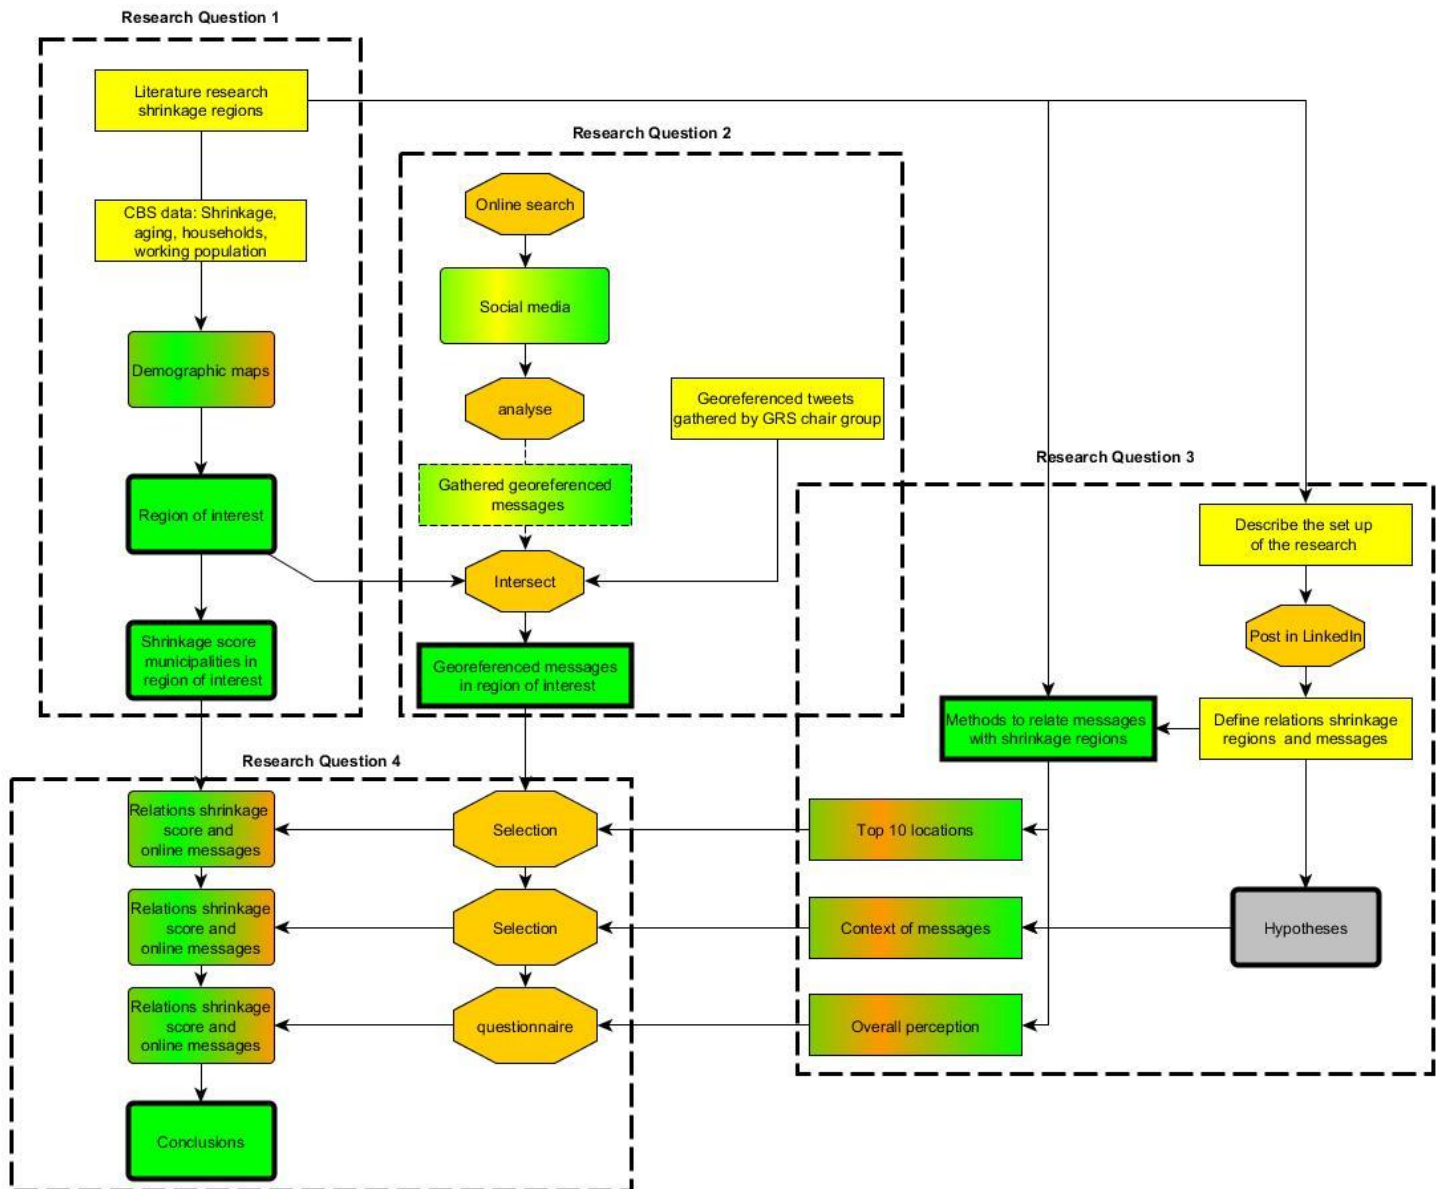 Research Question 1
Literature research
shrinkage regions
CBS data: Shrinkage,
aging, households,
working population
Demographic maps
Region of interest
Shrinkage score
municipalities in
region of interest
Research Question 2
Online search
Social media
analyse
Georeferenced tweets
gathered by GRS chair group
Gathered georeferenced
messages
Intersect
Georeferenced messages
in region of interest
Research Question 3
Describe the set up
of the research
Post in LinkedIn
Define relations shrinkage
regions and messages
Methods to relate messages
with shrinkage regions
Top 10 locations
Context of messages
Overall perception
Hypotheses
Research Question 4
Relations shrinkage
score and
online messages
Selection
Relations shrinkage
score and
online messages
Selection
Relations shrinkage
score and
online messages
questionnaire
Conclusions